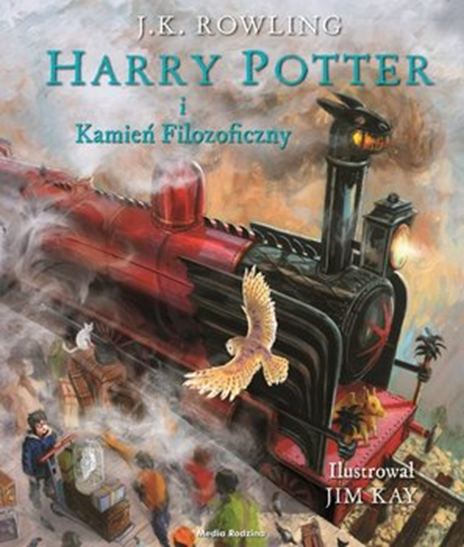 J.K. ROWLING
HARRY POTTER
i
Kamień Filozoficzny
Ilustrował
JIM KAY
Media Rodzina